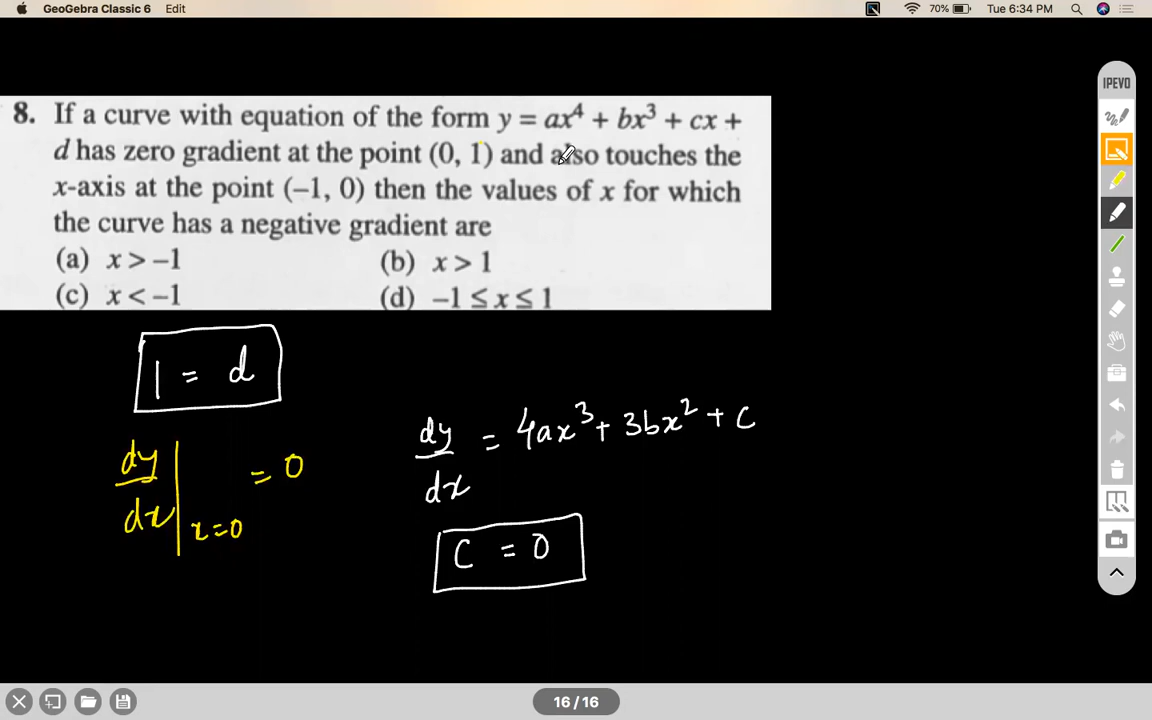 GeoGebra Classic 6 Edit 70% Tue 6:34 PM
IPEVO
8. If a curve with equation of the form y = ax⁴ + bx³ + cx +
d has zero gradient at the point (0, 1) and also touches the
x-axis at the point (−1, 0) then the values of x for which
the curve has a negative gradient are
(a) x > −1 (b) x > 1
(c) x < −1 (d) −1 ≤ x ≤ 1
1 = d
dy/dx = 4ax³ + 3bx² + c
dy/dx | x=0 = 0
c = 0
16 / 16